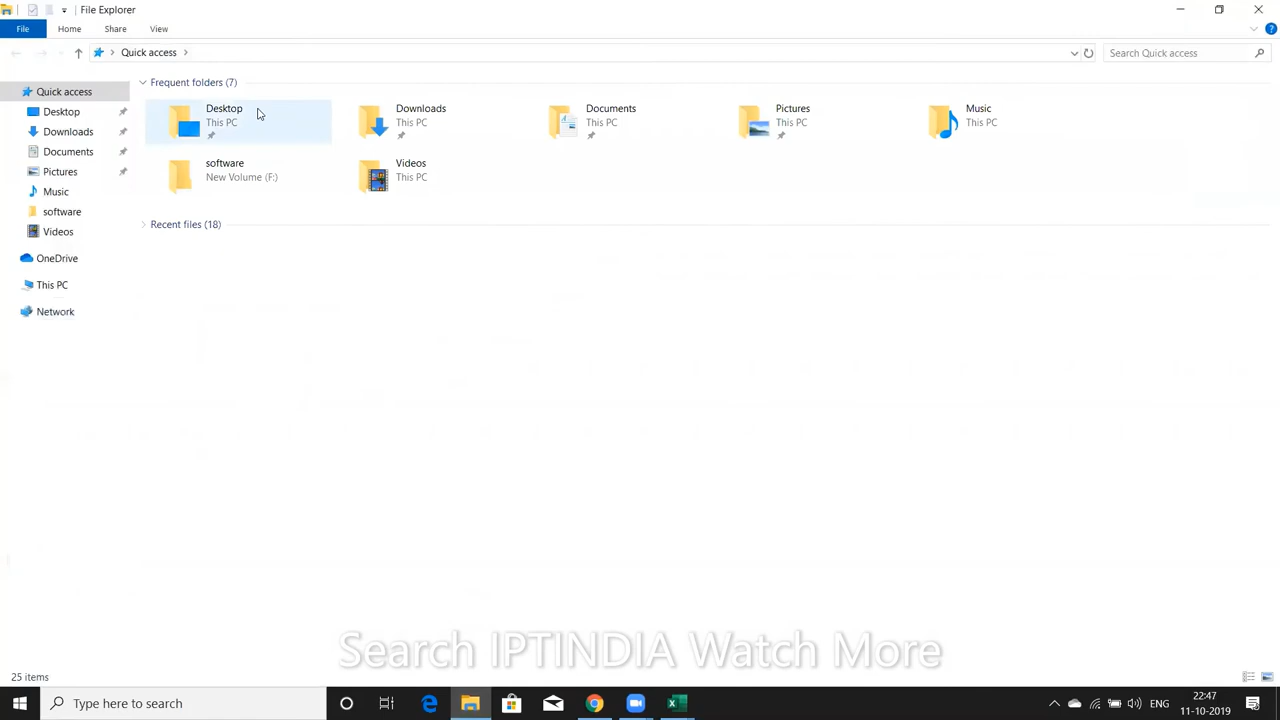 File Explorer
File Home Share View
Quick access
Search Quick access
Quick access
Desktop
Downloads
Documents
Pictures
Music
software
Videos
OneDrive
This PC
Network
Frequent folders (7)
Desktop
This PC
Downloads
This PC
Documents
This PC
Pictures
This PC
Music
This PC
software
New Volume (F:)
Videos
This PC
Recent files (18)
Search IPTINDIA Watch More
25 items
Type here to search
ENG
22:47
11-10-2019